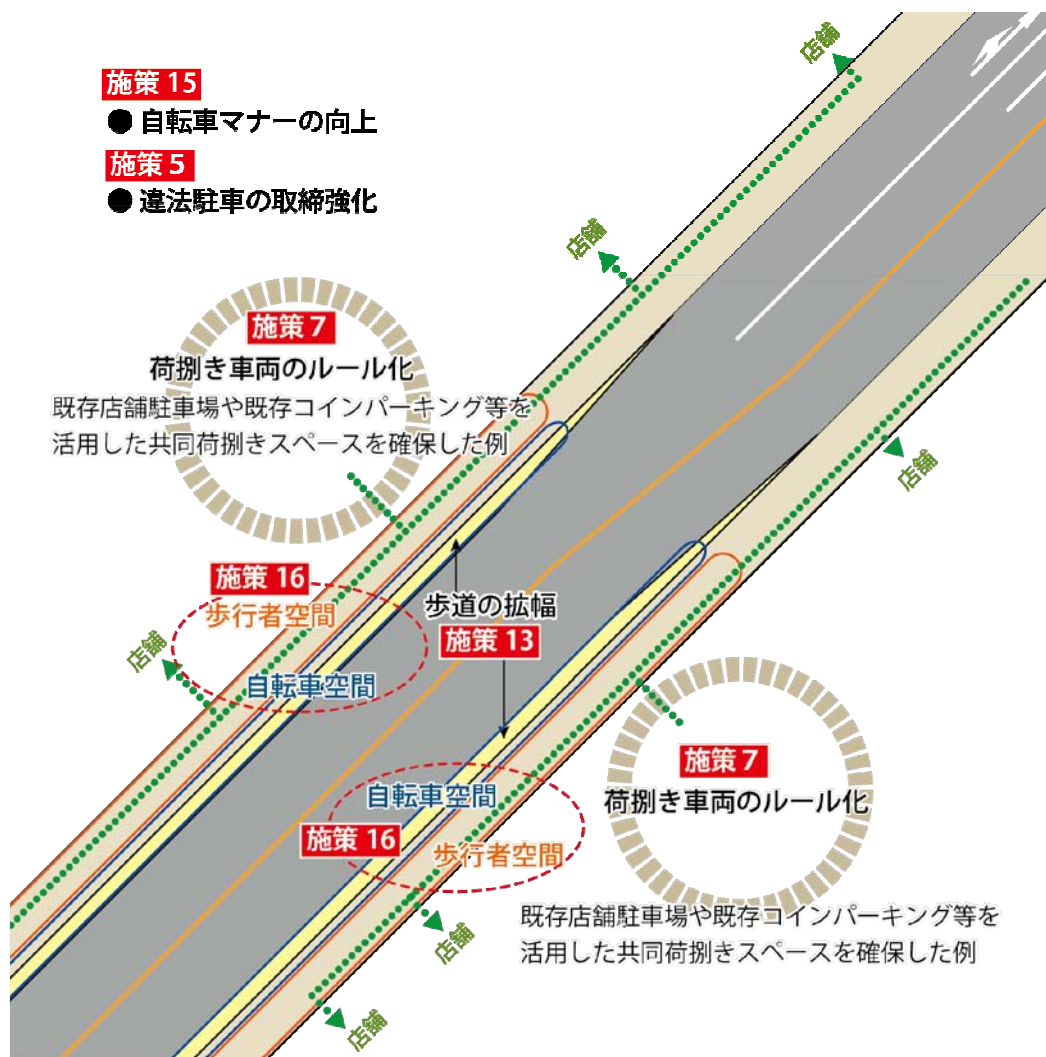 店舗
施策 15
● 自転車マナーの向上
施策 5
● 違法駐車の取締強化
店舗
施策 7
荷捌き車両のルール化
既存店舗駐車場や既存コインパーキング等を
活用した共同荷捌きスペースを確保した例
店舗
施策 16
歩行者空間
歩道の拡幅
施策 13
店舗
自転車空間
施策 7
荷捌き車両のルール化
自転車空間
施策 16
歩行者空間
既存店舗駐車場や既存コインパーキング等を
活用した共同荷捌きスペースを確保した例
店舗
店舗